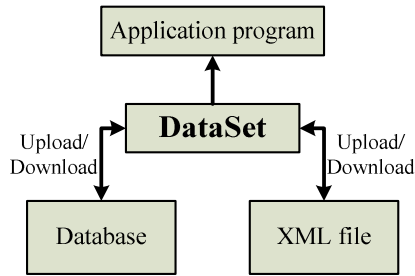 Application program
DataSet
Upload/
Download
Upload/
Download
Database
XML file